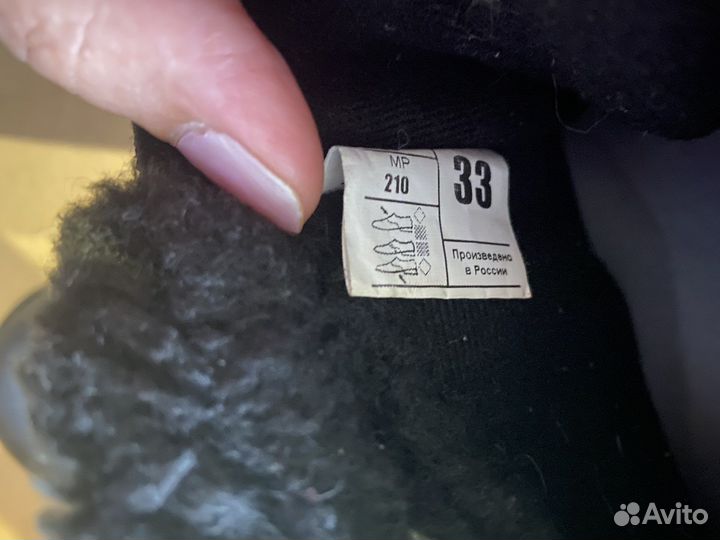 МР
210
33
Произведено
в России
Avito